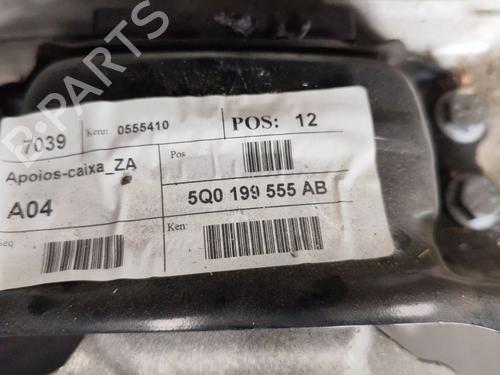 B-PARTS
7039
Kenn: 0555410
POS: 12
Apoios-caixa_ZA
Pos
A04
5Q0 199 555 AB
Seq
Ken: